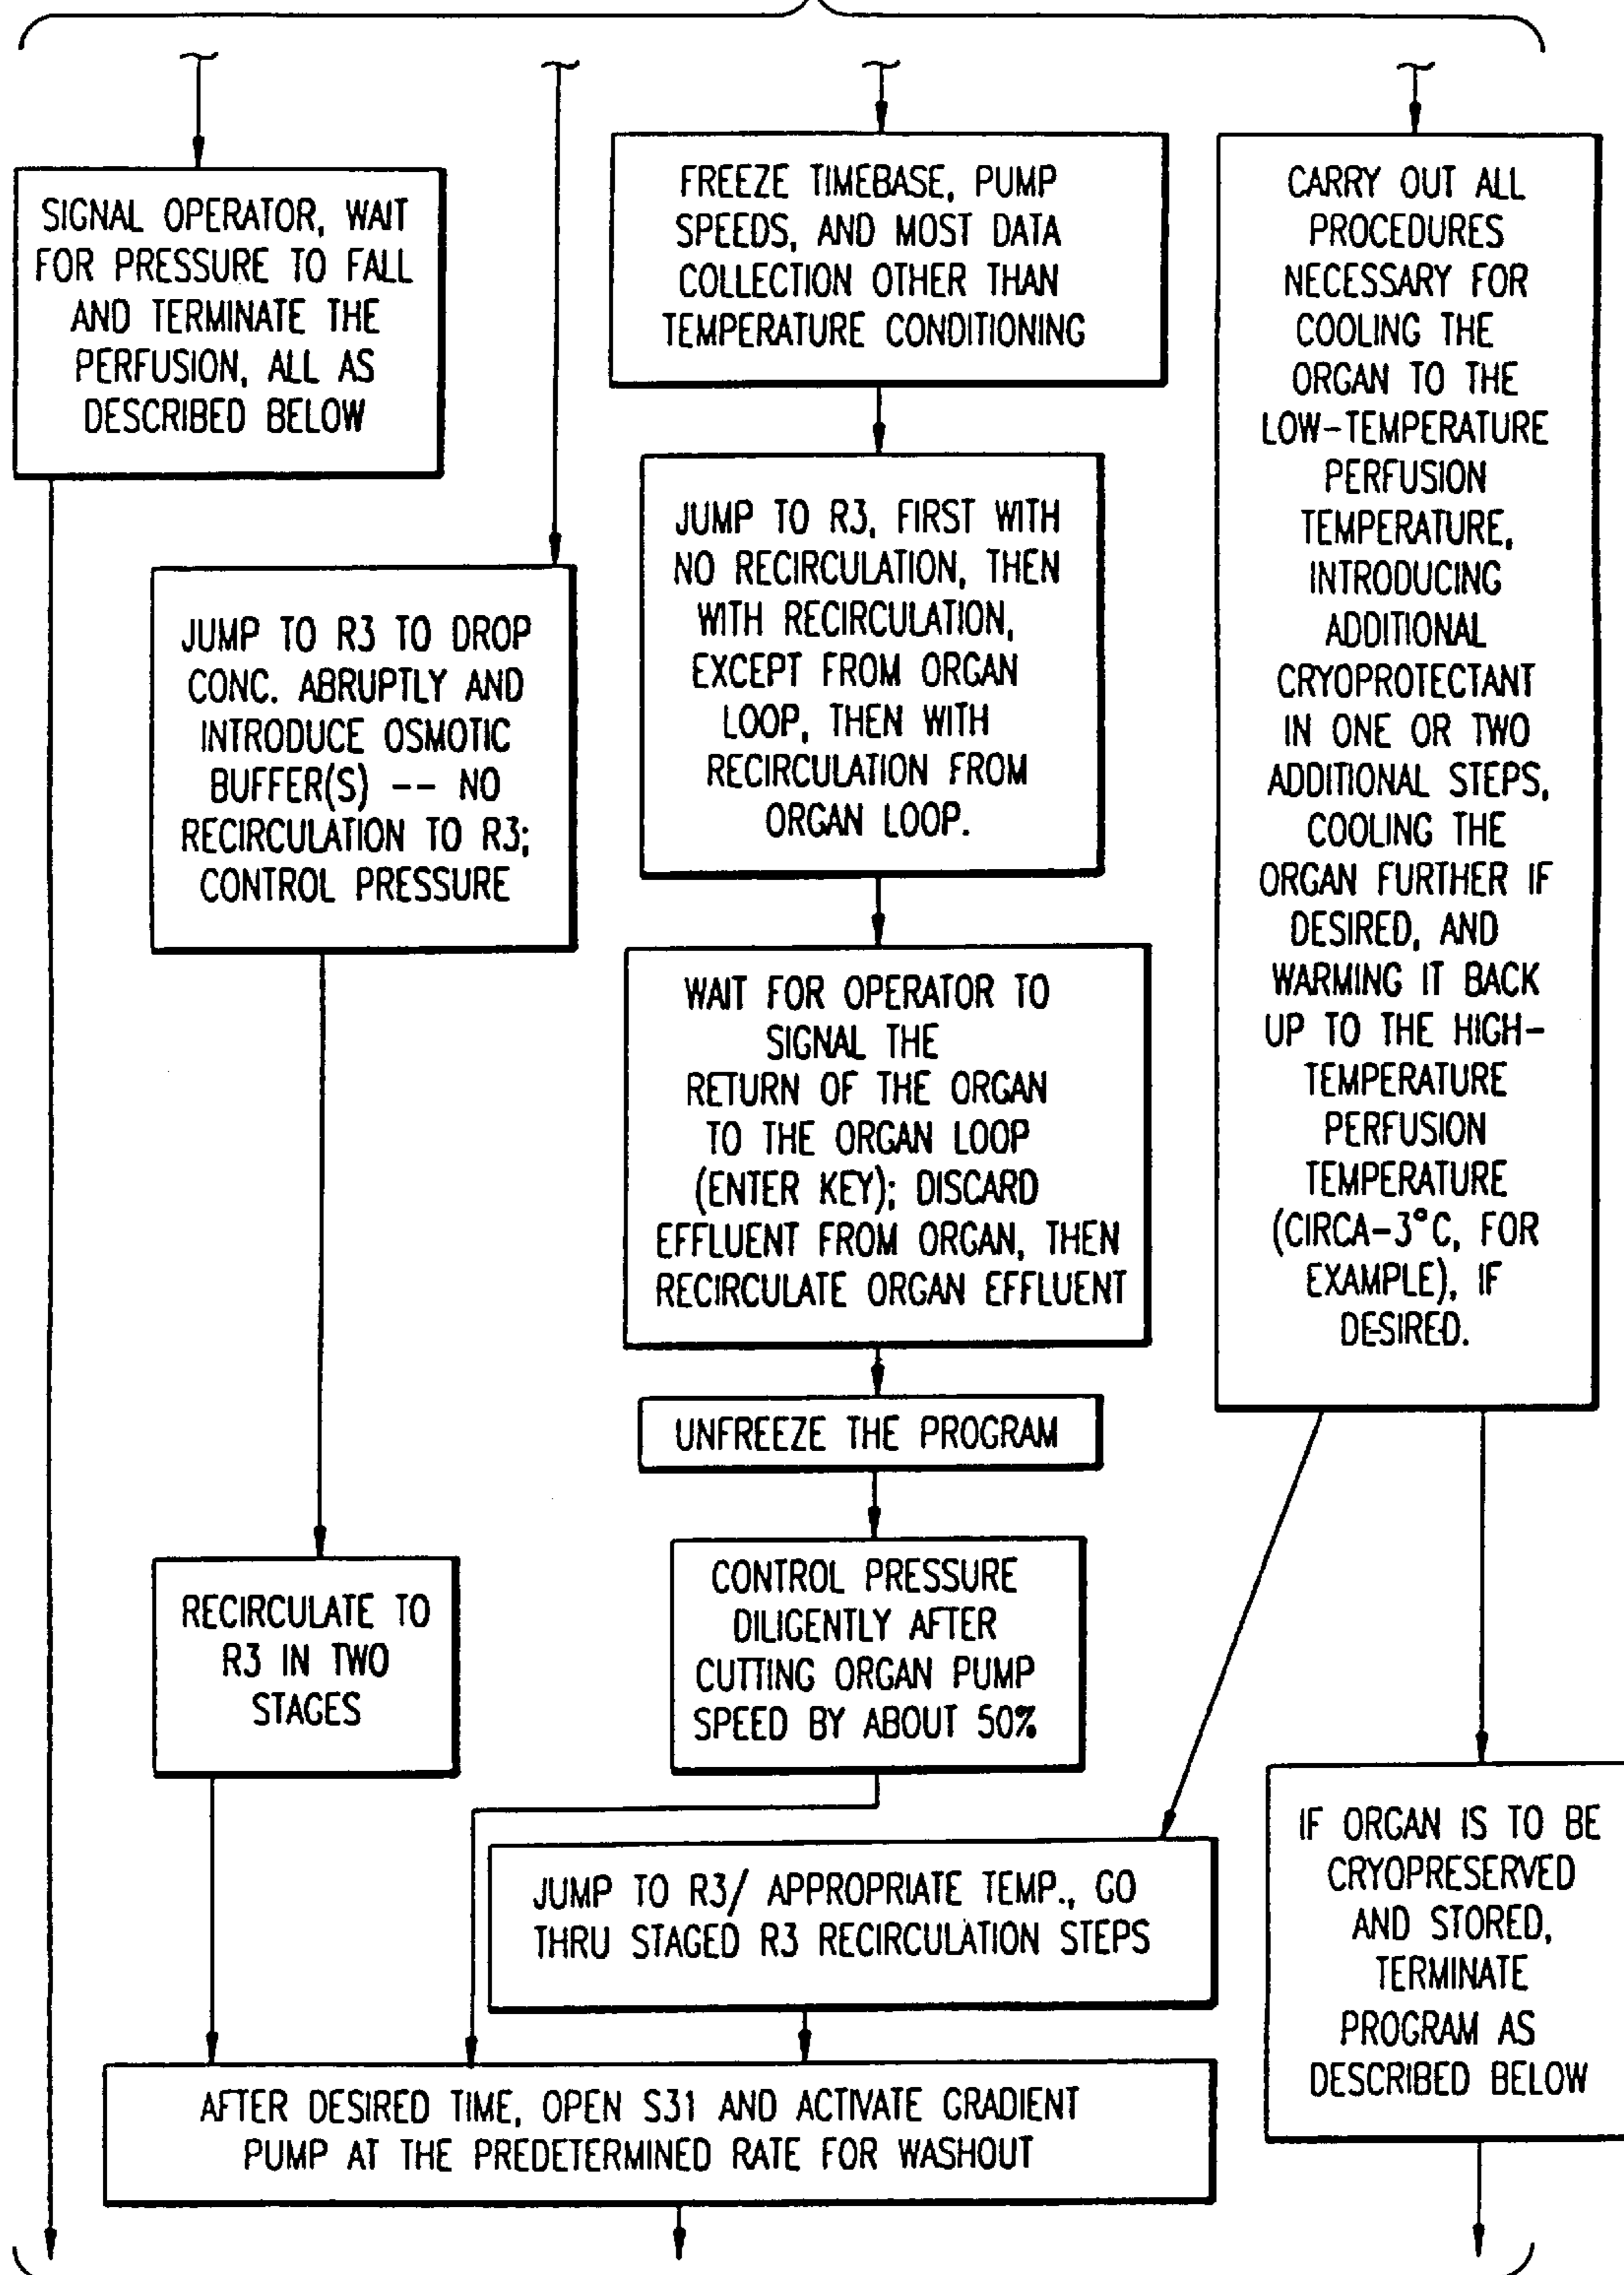 SIGNAL OPERATOR, WAIT
FOR PRESSURE TO FALL
AND TERMINATE THE
PERFUSION, ALL AS
DESCRIBED BELOW
JUMP TO R3 TO DROP
CONC. ABRUPTLY AND
INTRODUCE OSMOTIC
BUFFER(S) -- NO
RECIRCULATION TO R3;
CONTROL PRESSURE
RECIRCULATE TO
R3 IN TWO
STAGES
FREEZE TIMEBASE, PUMP
SPEEDS, AND MOST DATA
COLLECTION OTHER THAN
TEMPERATURE CONDITIONING
JUMP TO R3, FIRST WITH
NO RECIRCULATION, THEN
WITH RECIRCULATION,
EXCEPT FROM ORGAN
LOOP, THEN WITH
RECIRCULATION FROM
ORGAN LOOP.
WAIT FOR OPERATOR TO
SIGNAL THE
RETURN OF THE ORGAN
TO THE ORGAN LOOP
(ENTER KEY); DISCARD
EFFLUENT FROM ORGAN, THEN
RECIRCULATE ORGAN EFFLUENT
UNFREEZE THE PROGRAM
CONTROL PRESSURE
DILIGENTLY AFTER
CUTTING ORGAN PUMP
SPEED BY ABOUT 50%
CARRY OUT ALL
PROCEDURES
NECESSARY FOR
COOLING THE
ORGAN TO THE
LOW-TEMPERATURE
PERFUSION
TEMPERATURE,
INTRODUCING
ADDITIONAL
CRYOPROTECTANT
IN ONE OR TWO
ADDITIONAL STEPS,
COOLING THE
ORGAN FURTHER IF
DESIRED, AND
WARMING IT BACK
UP TO THE HIGH-
TEMPERATURE
PERFUSION
TEMPERATURE
(CIRCA-3°C, FOR
EXAMPLE), IF
DESIRED.
JUMP TO R3/ APPROPRIATE TEMP., GO
THRU STAGED R3 RECIRCULATION STEPS
IF ORGAN IS TO BE
CRYOPRESERVED
AND STORED,
TERMINATE
PROGRAM AS
DESCRIBED BELOW
AFTER DESIRED TIME, OPEN S31 AND ACTIVATE GRADIENT
PUMP AT THE PREDETERMINED RATE FOR WASHOUT